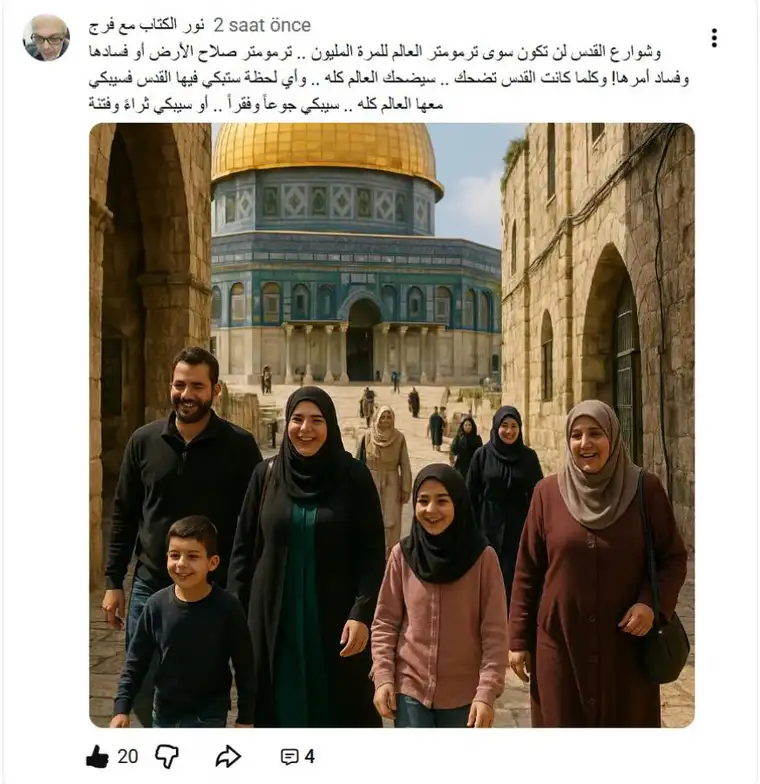 نور الكتاب مع فرج 2 saat önce
وشوارع القدس لن تكون سوى ترمومتر العالم للمرة المليون .. ترمومتر صلاح الأرض أو فسادها
وفساد أمرها! وكلما كانت القدس تضحك .. سيضحك العالم كله .. وأي لحظة ستبكي فيها القدس فسيبكي
معها العالم كله .. سيبكي جوعاً وفقراً .. أو سيبكي ثراءً وفتنة
20 4